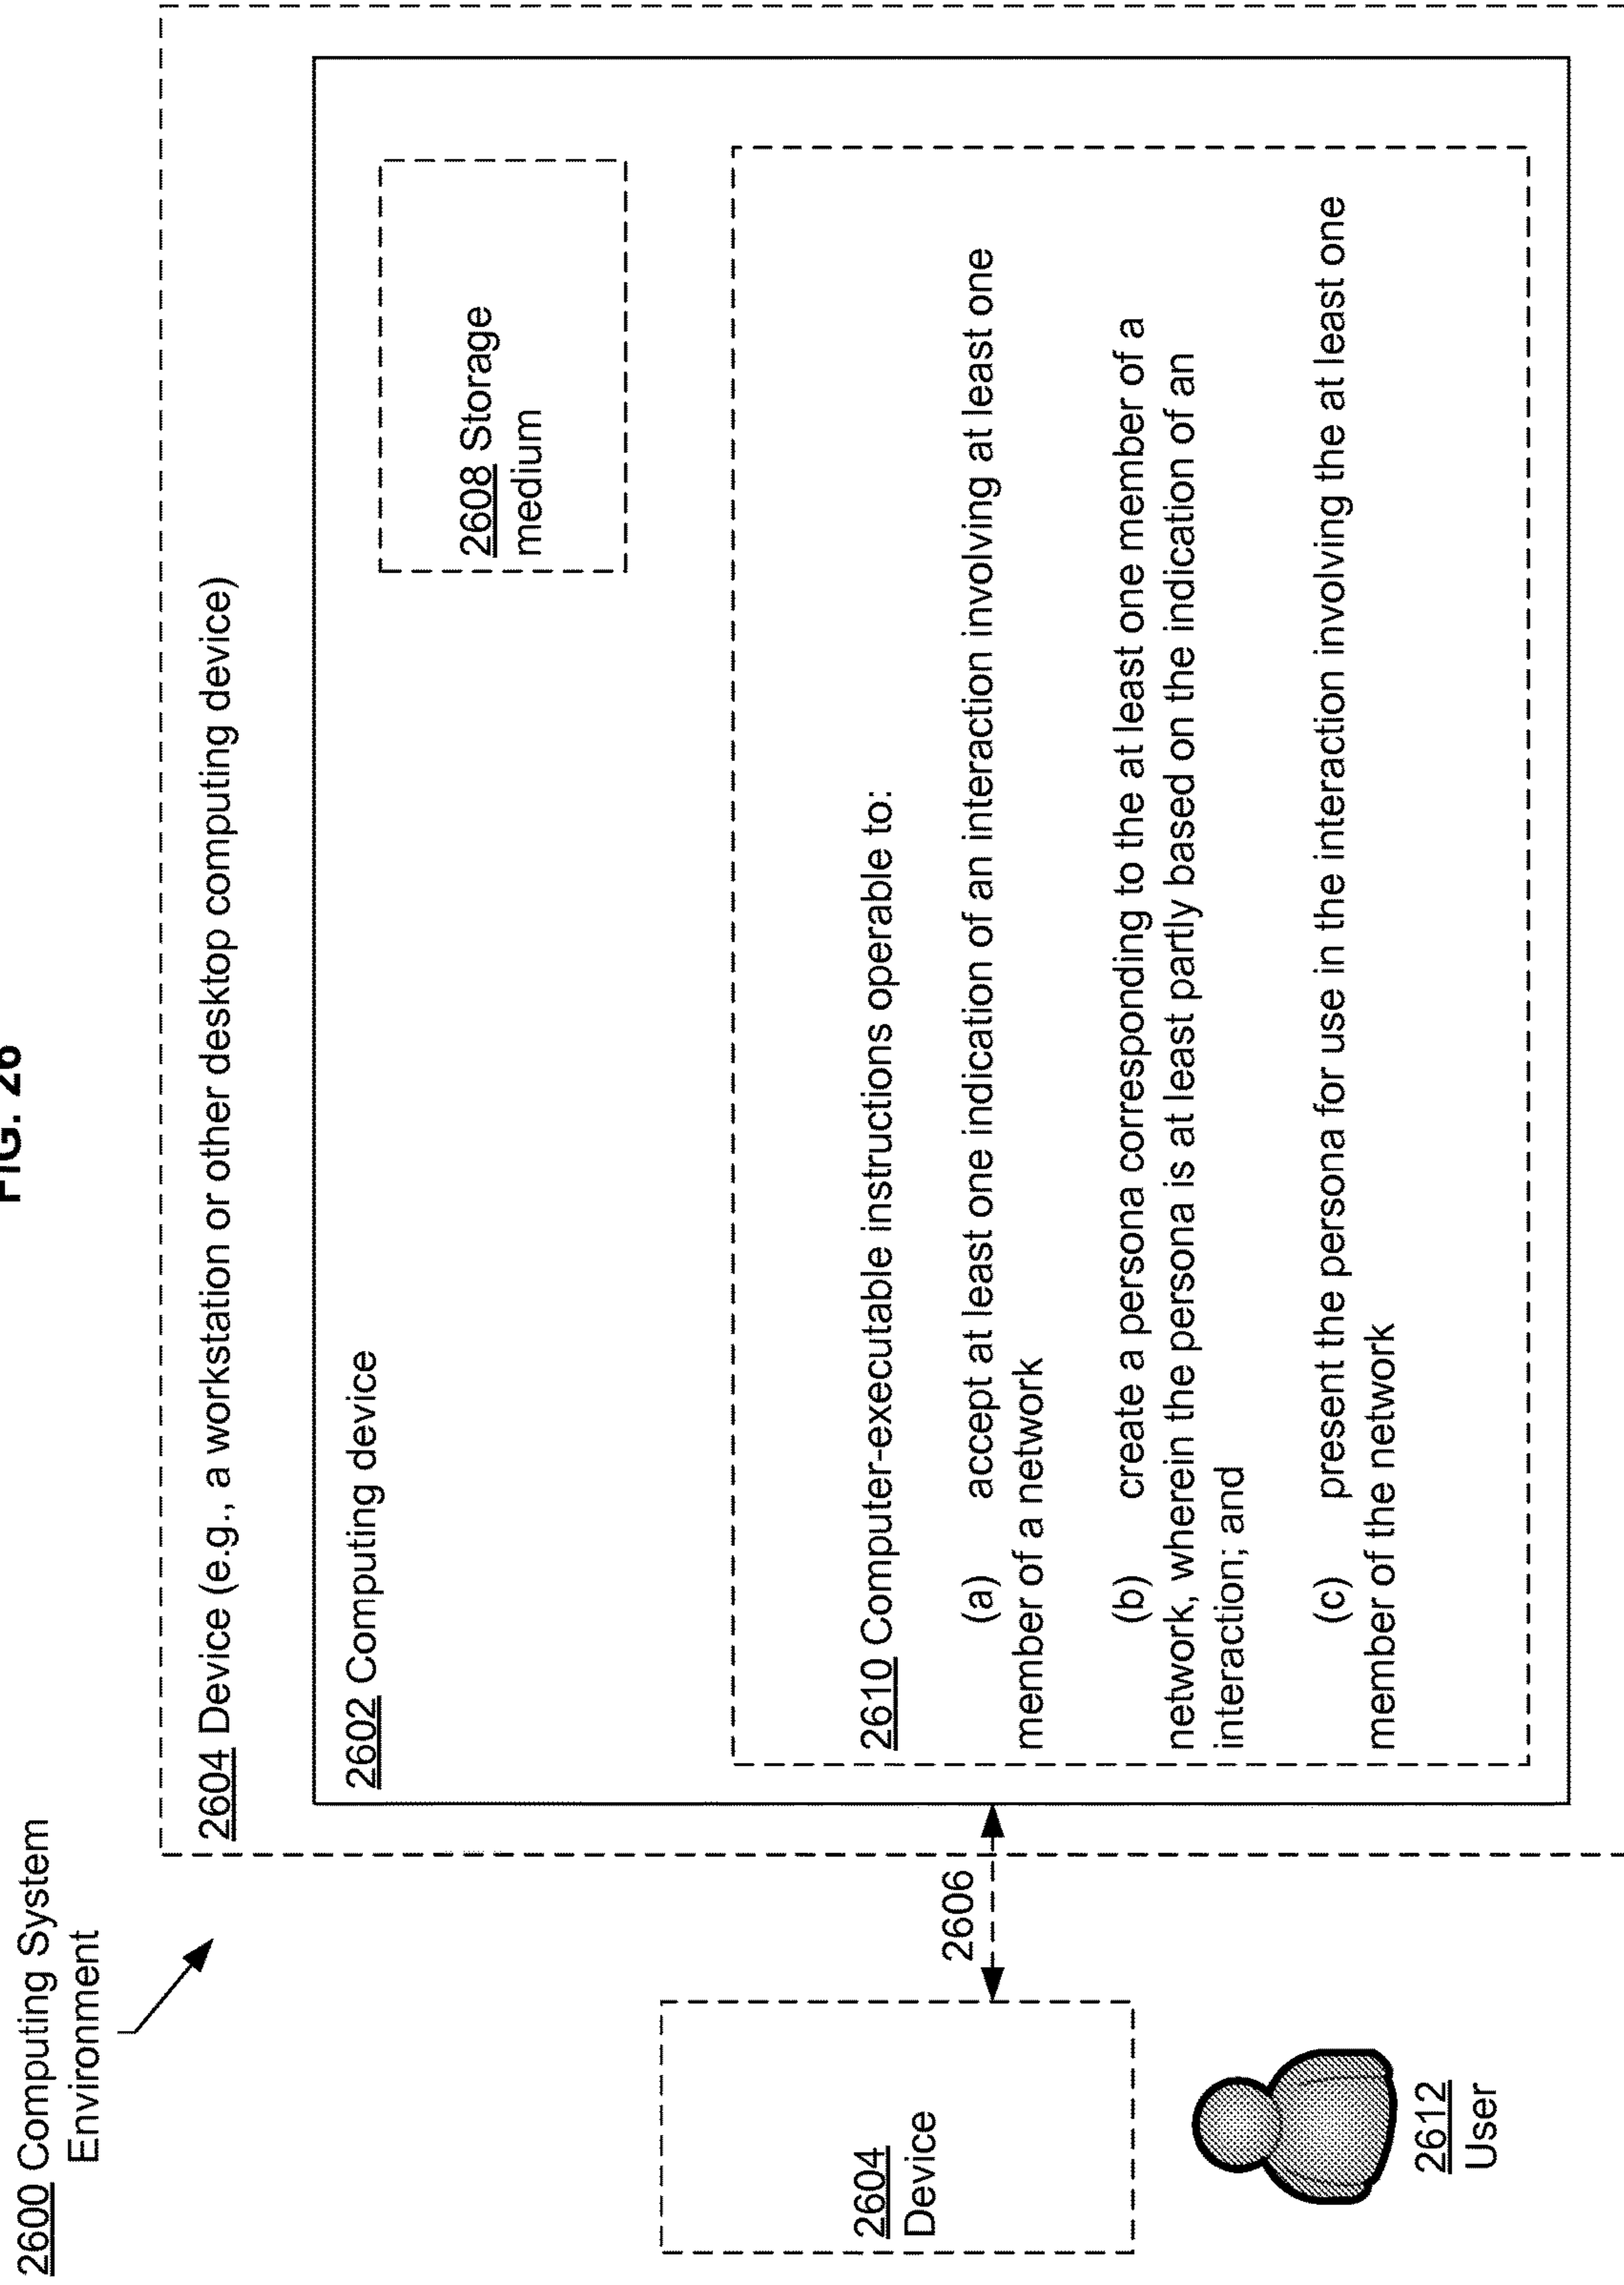 FIG. 26
2600 Computing System
Environment
2604 Device (e.g., a workstation or other desktop computing device)
2602 Computing device
2608 Storage
medium
2610 Computer-executable instructions operable to:
(a) accept at least one indication of an interaction involving at least one
member of a network
(b) create a persona corresponding to the at least one member of a
network, wherein the persona is at least partly based on the indication of an
interaction; and
(c) present the persona for use in the interaction involving the at least one
member of the network
2606
2604
Device
2612
User